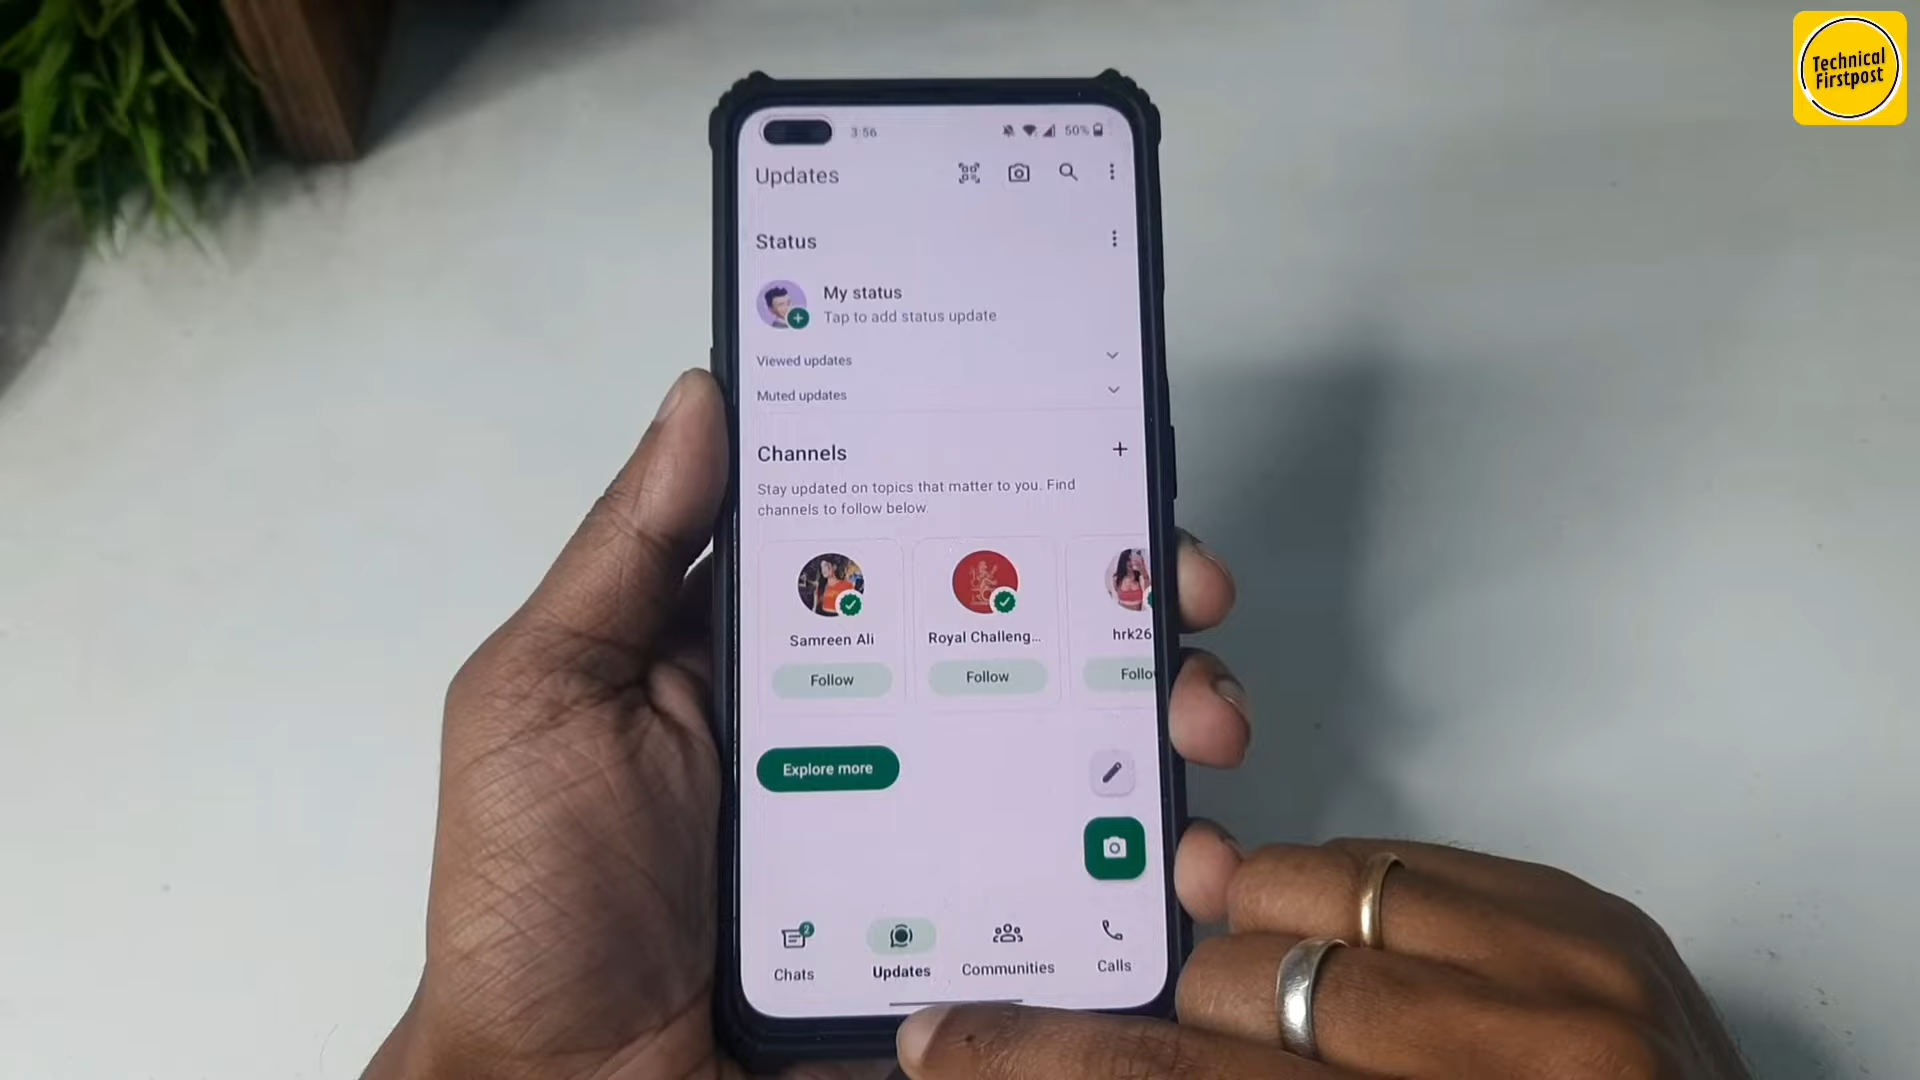 Technical
Firstpost
3:56
50%
Updates
Status
My status
Tap to add status update
Viewed updates
Muted updates
Channels
Stay updated on topics that matter to you. Find
channels to follow below.
Samreen Ali
Royal Challeng...
hrk26
Follow
Follow
Follo
Explore more
2
Chats
Updates
Communities
Calls